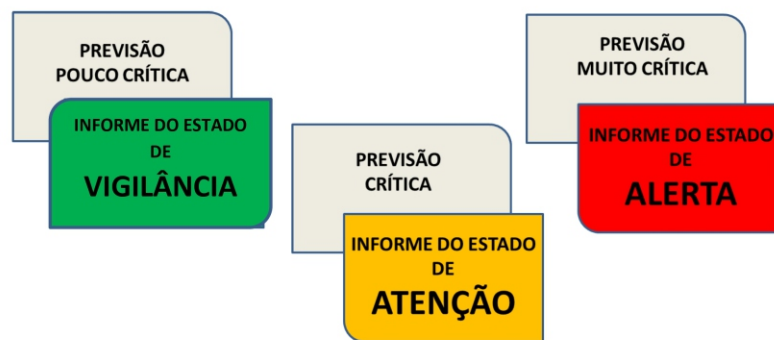 PREVISÃO
POUCO CRÍTICA
INFORME DO ESTADO
DE
VIGILÂNCIA
PREVISÃO
CRÍTICA
INFORME DO ESTADO
DE
ATENÇÃO
PREVISÃO
MUITO CRÍTICA
INFORME DO ESTADO
DE
ALERTA